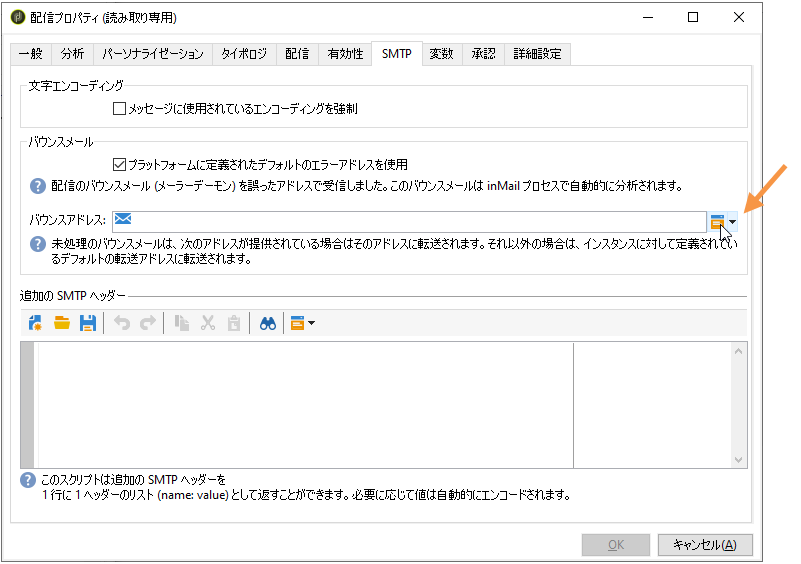 配信プロパティ (読み取り専用)
一般 分析 パーソナライゼーション タイポロジ 配信 有効性 SMTP 変数 承認 詳細設定
文字エンコーディング
メッセージに使用されているエンコーディングを強制
バウンスメール
プラットフォームに定義されたデフォルトのエラーアドレスを使用
配信のバウンスメール (メーラーデーモン) を誤ったアドレスで受信しました。このバウンスメールは inMail プロセスで自動的に分析されます。
バウンスアドレス:
未処理のバウンスメールは、次のアドレスが提供されている場合はそのアドレスに転送されます。それ以外の場合は、インスタンスに対して定義されてい
るデフォルトの転送アドレスに転送されます。
追加の SMTP ヘッダー
このスクリプトは追加の SMTP ヘッダーを
1 行に 1 ヘッダーのリスト (name: value) として返すことができます。必要に応じて値は自動的にエンコードされます。
OK キャンセル(A)